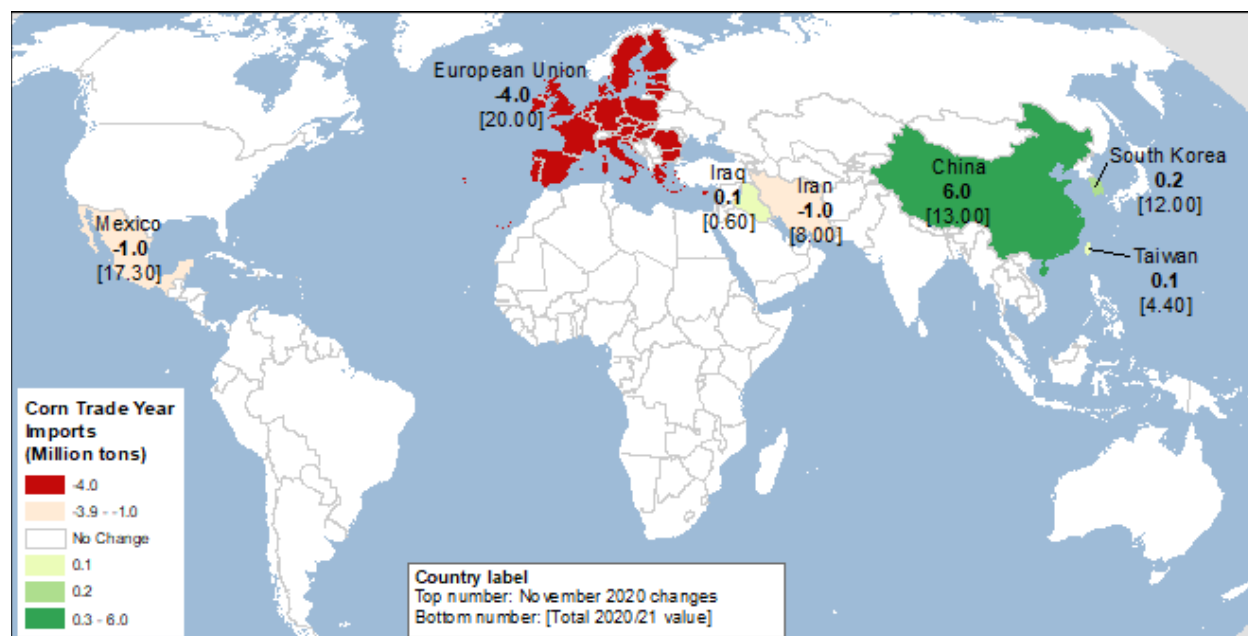 European Union
-4.0
[20.00]
Mexico
-1.0
[17.30]
Iraq
0.1
[0.60]
Iran
-1.0
[8.00]
China
6.0
[13.00]
South Korea
0.2
[12.00]
Taiwan
0.1
[4.40]
Corn Trade Year
Imports
(Million tons)
-4.0
-3.9 - -1.0
No Change
0.1
0.2
0.3 - 6.0
Country label
Top number: November 2020 changes
Bottom number: [Total 2020/21 value]